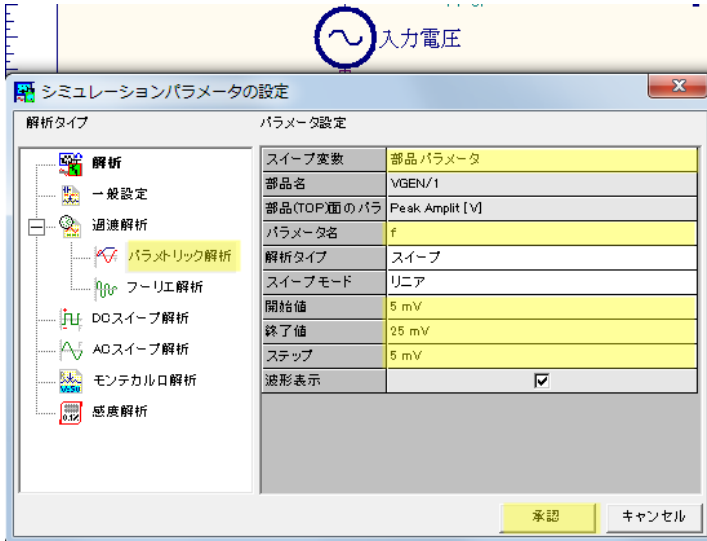 入力電圧
シミュレーションパラメータの設定
解析タイプ
パラメータ設定
解析
一般設定
過渡解析
パラメトリック解析
フーリエ解析
DCスイープ解析
ACスイープ解析
モンテカルロ解析
感度解析
スイープ変数 部品パラメータ
部品名 VGEN/1
部品(TOP)面のパラ Peak Amplit [V]
パラメータ名 f
解析タイプ スイープ
スイープモード リニア
開始値 5 mV
終了値 25 mV
ステップ 5 mV
波形表示
承認
キャンセル